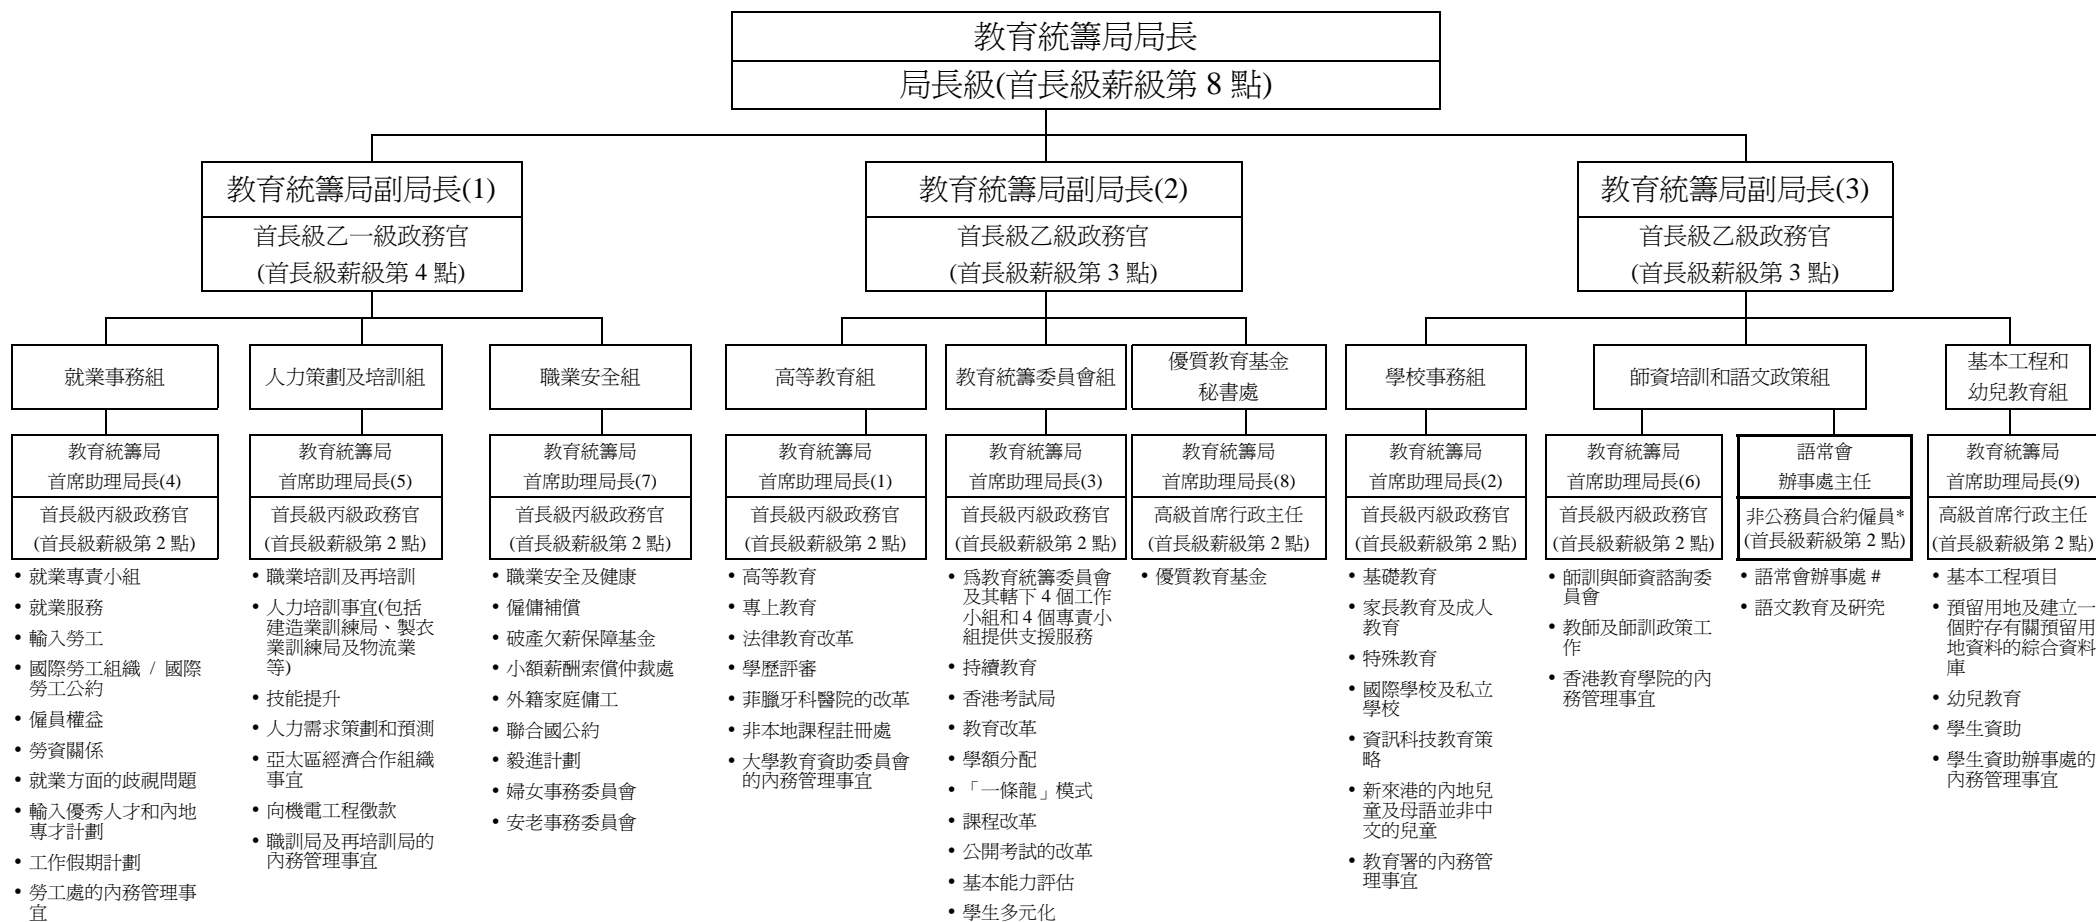 教育統籌局局長
局長級(首長級薪級第 8 點)
教育統籌局副局長(1)
首長級乙一級政務官
(首長級薪級第 4 點)
教育統籌局副局長(2)
首長級乙級政務官
(首長級薪級第 3 點)
教育統籌局副局長(3)
首長級乙級政務官
(首長級薪級第 3 點)
就業事務組
教育統籌局
首席助理局長(4)
首長級丙級政務官
(首長級薪級第 2 點)
• 就業專責小組
• 就業服務
• 輸入勞工
• 國際勞工組織 / 國際
勞工公約
• 僱員權益
• 勞資關係
• 就業方面的歧視問題
• 輸入優秀人才和內地
專才計劃
• 工作假期計劃
• 勞工處的內務管理事
宜
人力策劃及培訓組
教育統籌局
首席助理局長(5)
首長級丙級政務官
(首長級薪級第 2 點)
• 職業培訓及再培訓
• 人力培訓事宜(包括
建造業訓練局、製衣
業訓練局及物流業
等)
• 技能提升
• 人力需求策劃和預測
• 亞太區經濟合作組織
事宜
• 向機電工程徵款
• 職訓局及再培訓局的
內務管理事宜
職業安全組
教育統籌局
首席助理局長(7)
首長級丙級政務官
(首長級薪級第 2 點)
• 職業安全及健康
• 僱傭補償
• 破產欠薪保障基金
• 小額薪酬索償仲裁處
• 外籍家庭傭工
• 聯合國公約
• 毅進計劃
• 婦女事務委員會
• 安老事務委員會
高等教育組
教育統籌局
首席助理局長(1)
首長級丙級政務官
(首長級薪級第 2 點)
• 高等教育
• 專上教育
• 法律教育改革
• 學歷評審
• 菲臘牙科醫院的改革
• 非本地課程註冊處
• 大學教育資助委員會
的內務管理事宜
教育統籌委員會組
教育統籌局
首席助理局長(3)
首長級丙級政務官
(首長級薪級第 2 點)
• 為教育統籌委員會
及其轄下 4 個工作
小組和 4 個專責小
組提供支援服務
• 持續教育
• 香港考試局
• 教育改革
• 學額分配
• 「一條龍」模式
• 課程改革
• 公開考試的改革
• 基本能力評估
• 學生多元化
優質教育基金
秘書處
教育統籌局
首席助理局長(8)
高級首席行政主任
(首長級薪級第 2 點)
• 優質教育基金
學校事務組
教育統籌局
首席助理局長(2)
首長級丙級政務官
(首長級薪級第 2 點)
• 基礎教育
• 家長教育及成人
教育
• 特殊教育
• 國際學校及私立
學校
• 資訊科技教育策
略
• 新來港的內地兒
童及母語並非中
文的兒童
• 教育署的內務管
理事宜
師資培訓和語文政策組
教育統籌局
首席助理局長(6)
首長級丙級政務官
(首長級薪級第 2 點)
• 師訓與師資諮詢委
員會
• 教師及師訓政策工
作
• 香港教育學院的內
務管理事宜
語常會
辦事處主任
非公務員合約僱員*
(首長級薪級第 2 點)
• 語常會辦事處 #
• 語文教育及研究
基本工程和
幼兒教育組
教育統籌局
首席助理局長(9)
高級首席行政主任
(首長級薪級第 2 點)
• 基本工程項目
• 預留用地及建立一
個貯存有關預留用
地資料的綜合資料
庫
• 幼兒教育
• 學生資助
• 學生資助辦事處的
內務管理事宜